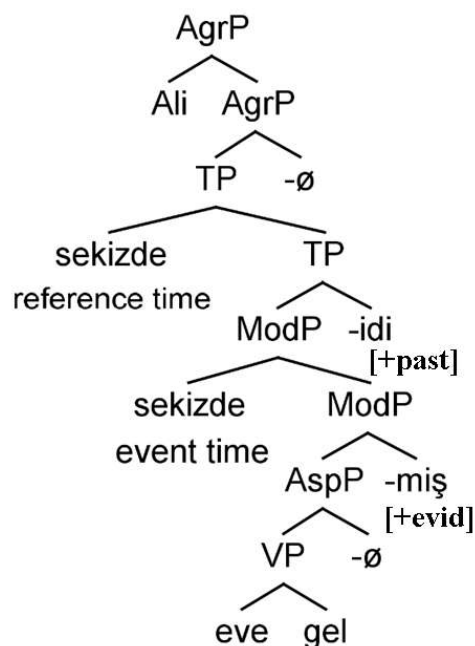 AgrP
Ali AgrP
TP -ø
sekizde TP
reference time
ModP -idi
[+past]
sekizde ModP
event time
AspP -miş
[+evid]
VP -ø
eve gel